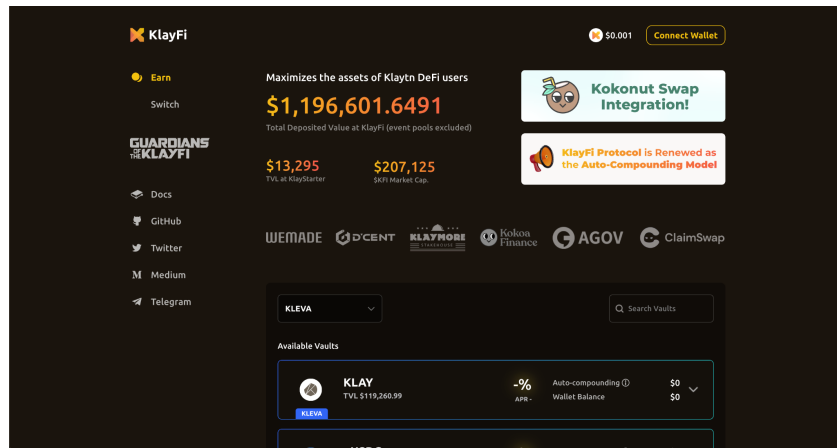 KlayFi
$0.001
Connect Wallet
Earn
Switch
GUARDIANS
OF THE KLAYFI
Docs
GitHub
Twitter
Medium
Telegram
Maximizes the assets of Klaytn DeFi users
$1,196,601.6491
Total Deposited Value at KlayFi (event pools excluded)
$13,295
TVL at KlayStarter
$207,125
$KFI Market Cap.
Kokonut Swap
Integration!
KlayFi Protocol is Renewed as
the Auto-Compounding Model
WEMADE
D'CENT
KLAYMORE
STAKEHOUSE
Kokoa
Finance
AGOV
ClaimSwap
KLEVA
Search Vaults
Available Vaults
KLAY
TVL $119,260.99
KLEVA
-%
APR -
Auto-compounding
$0
Wallet Balance
$0